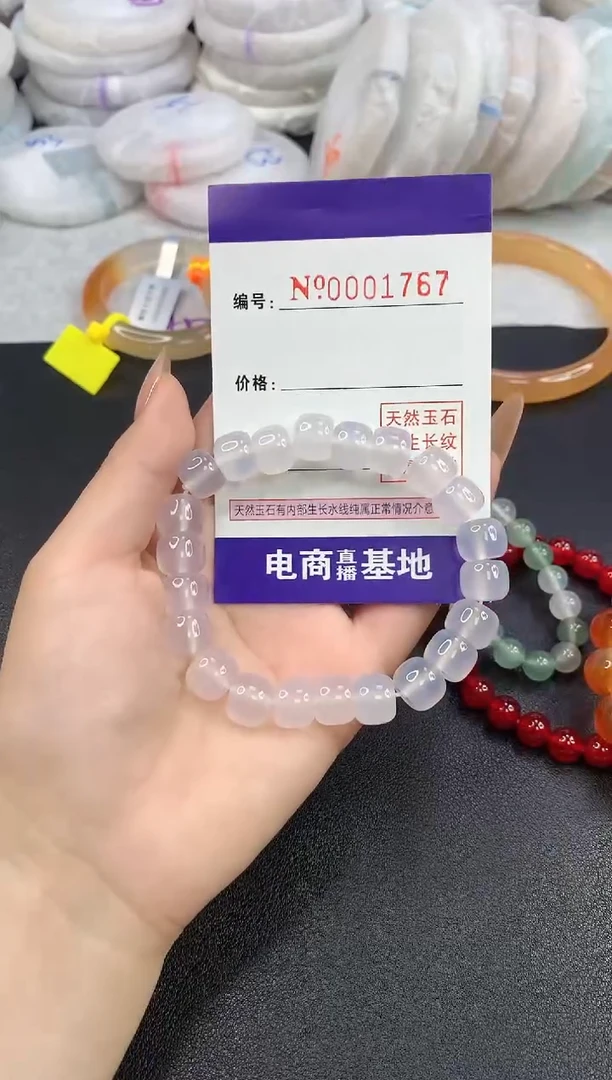 编号: №0001767
价格:
天然玉石
生长纹
天然玉石有内部生长水线纯属正常情况介意
电商直播基地